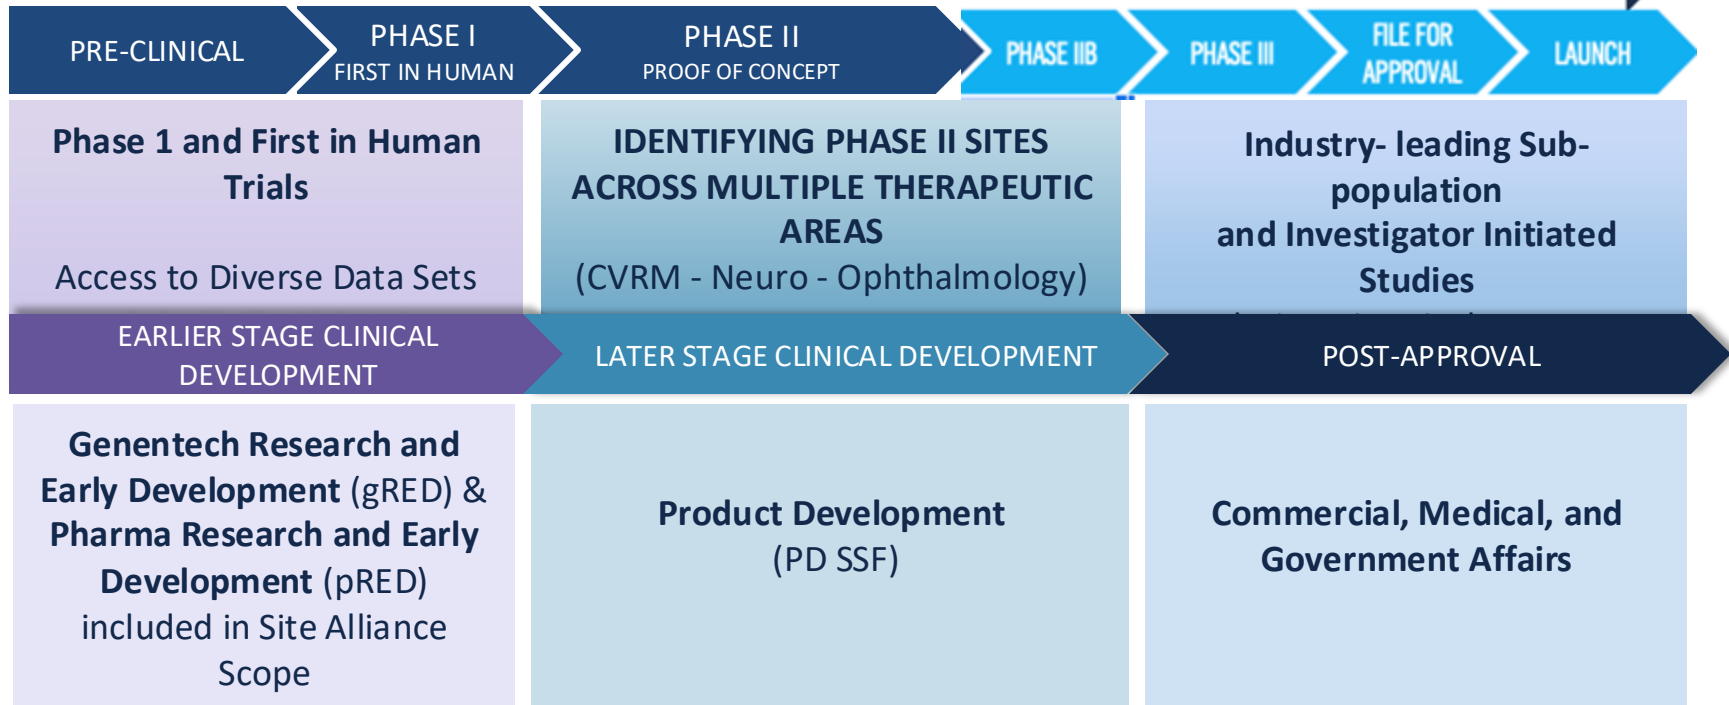 PRE-CLINICAL
PHASE I
FIRST IN HUMAN
PHASE II
PROOF OF CONCEPT
PHASE IIB
PHASE III
FILE FOR
APPROVAL
LAUNCH
Phase 1 and First in Human
Trials
Access to Diverse Data Sets
IDENTIFYING PHASE II SITES
ACROSS MULTIPLE THERAPEUTIC
AREAS
(CVRM - Neuro - Ophthalmology)
Industry- leading Sub-
population
and Investigator Initiated
Studies
EARLIER STAGE CLINICAL
DEVELOPMENT
LATER STAGE CLINICAL DEVELOPMENT
POST-APPROVAL
Genentech Research and
Early Development (gRED) &
Pharma Research and Early
Development (pRED)
included in Site Alliance
Scope
Product Development
(PD SSF)
Commercial, Medical, and
Government Affairs